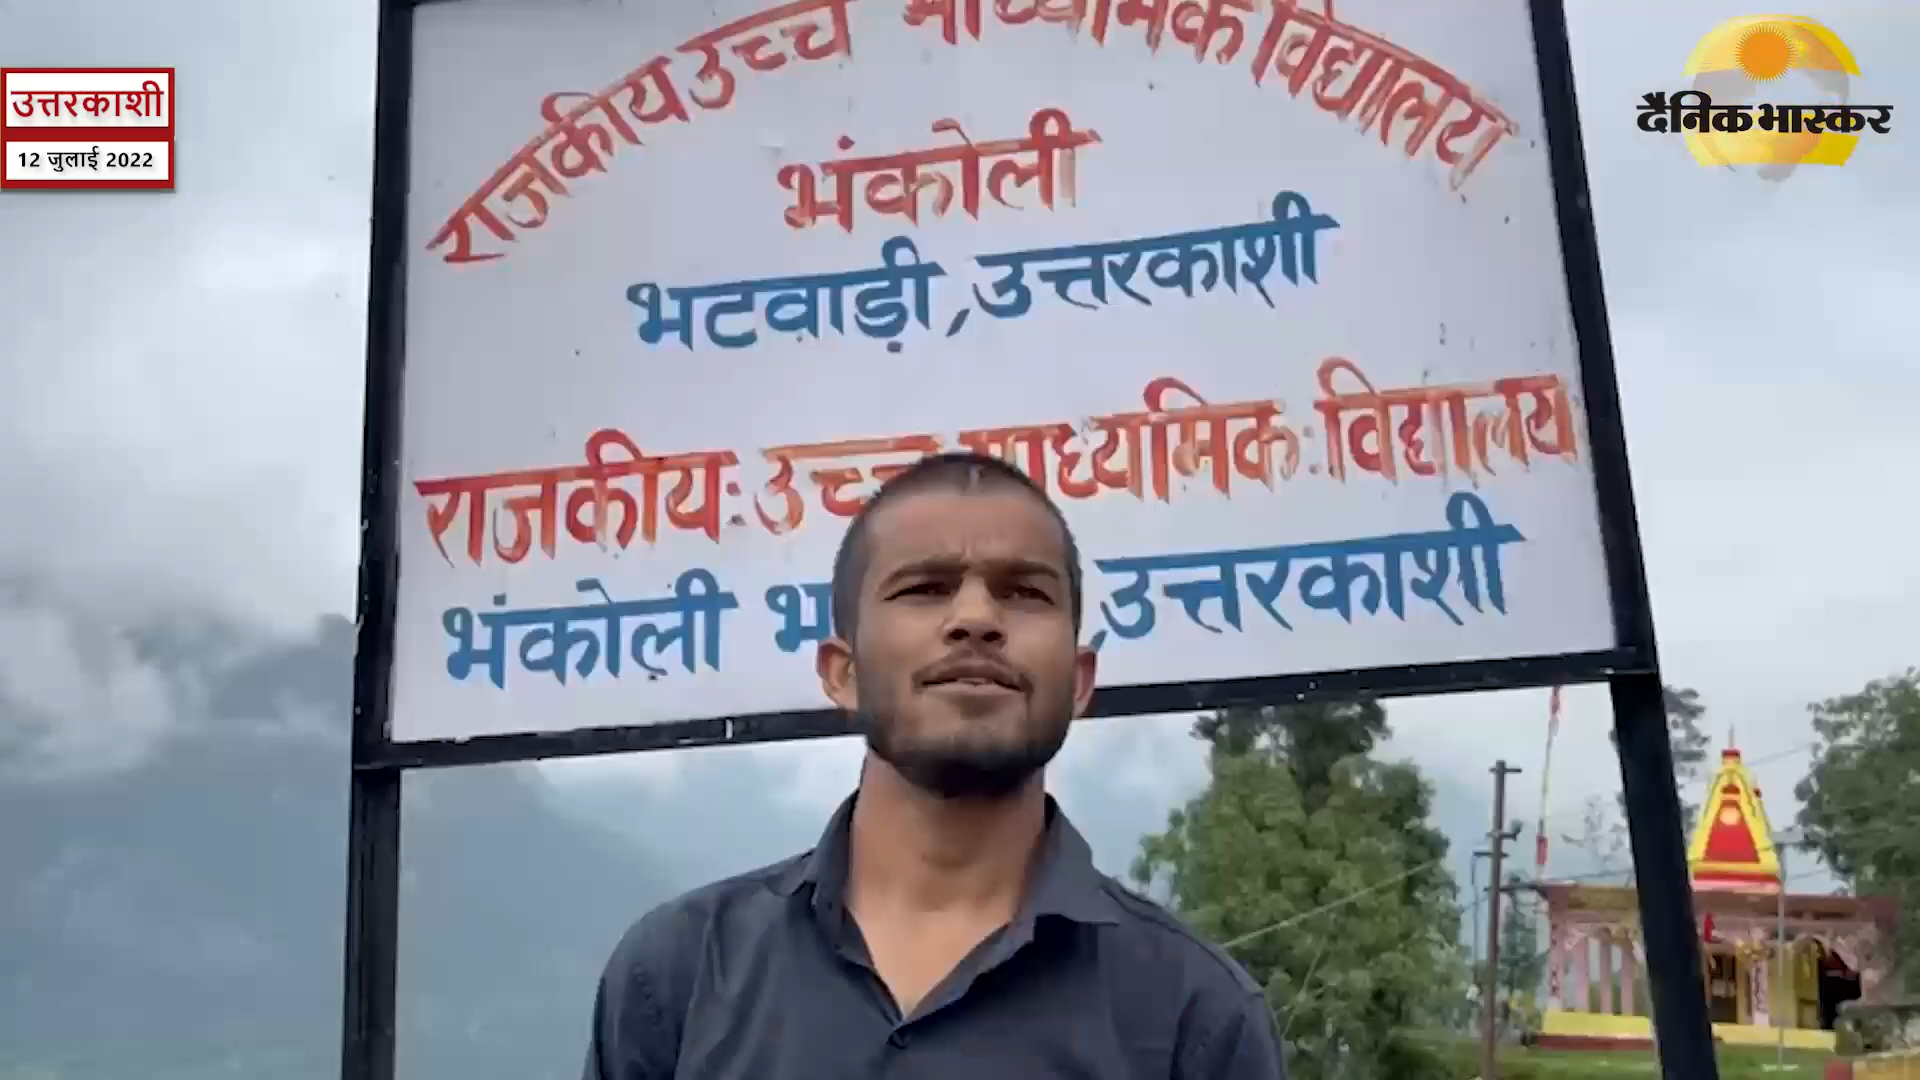 उत्तरकाशी
12 जुलाई 2022
दैनिक भास्कर
राजकीय उच्च माध्यमिक विद्यालय
भंकोली
भटवाड़ी, उत्तरकाशी
राजकीय: उच्च माध्यमिक: विद्यालय
भंकोली , उत्तरकाशी